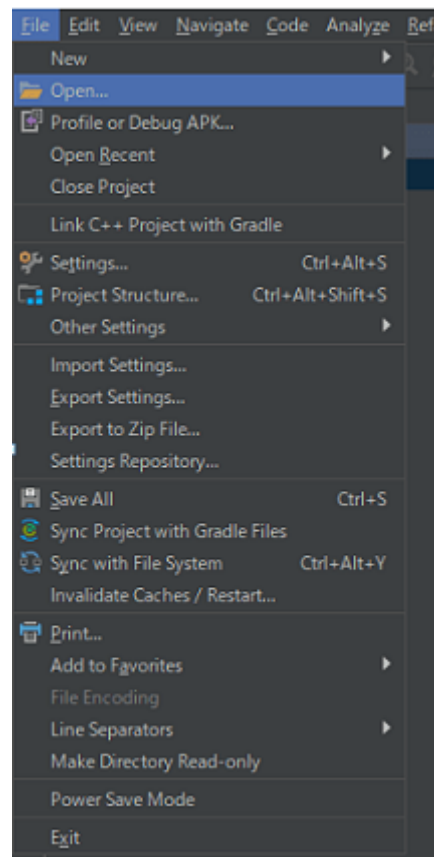 File Edit View Navigate Code Analyze Ref
New
Open...
Profile or Debug APK...
Open Recent
Close Project
Link C++ Project with Gradle
Settings... Ctrl+Alt+S
Project Structure... Ctrl+Alt+Shift+S
Other Settings
Import Settings...
Export Settings...
Export to Zip File...
Settings Repository...
Save All Ctrl+S
Sync Project with Gradle Files
Sync with File System Ctrl+Alt+Y
Invalidate Caches / Restart...
Print...
Add to Favorites
File Encoding
Line Separators
Make Directory Read-only
Power Save Mode
Exit